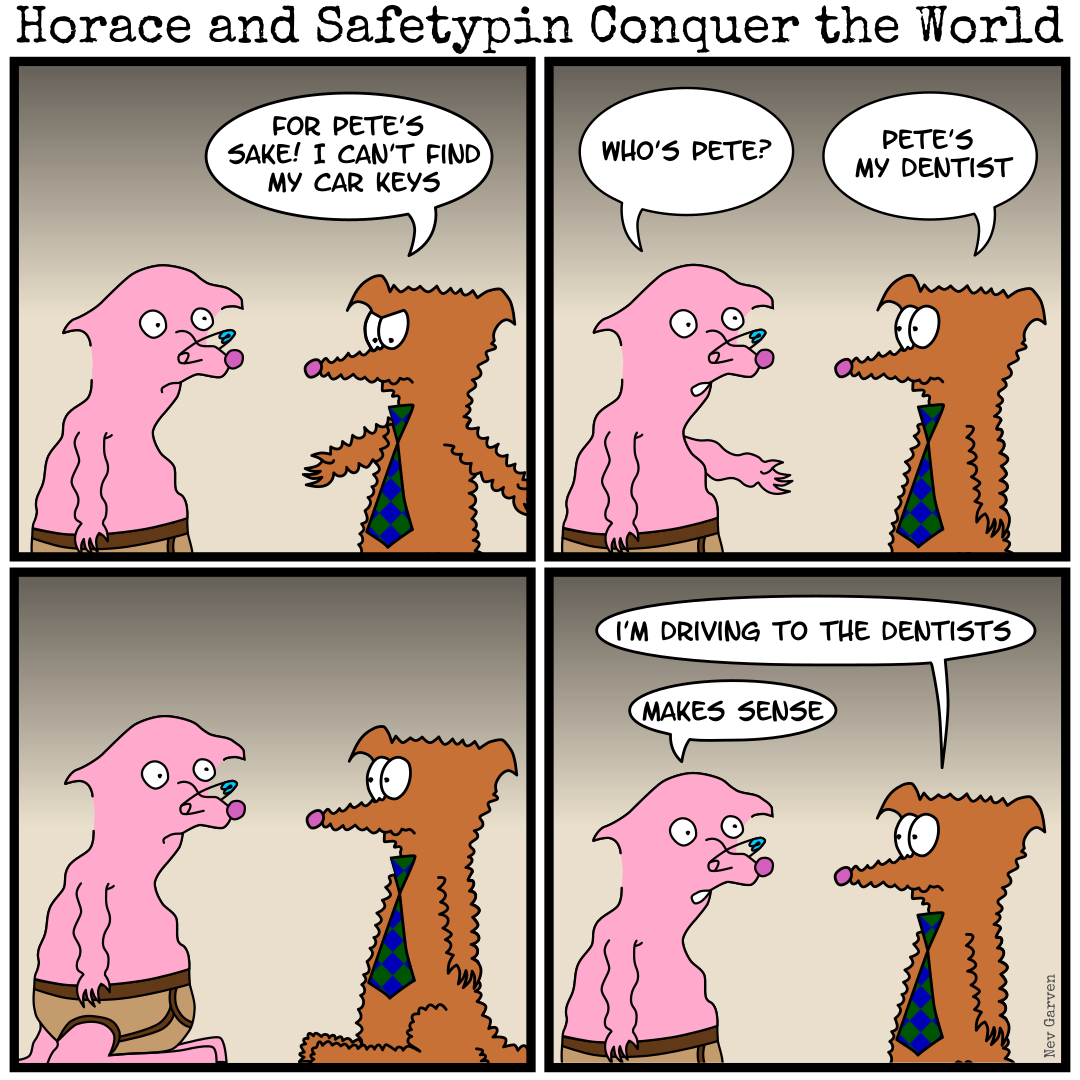 Horace and Safetypin Conquer the World
FOR PETE'S
SAKE! I CAN'T FIND
MY CAR KEYS
WHO'S PETE?
PETE'S
MY DENTIST
I'M DRIVING TO THE DENTISTS
MAKES SENSE
Nev Garven